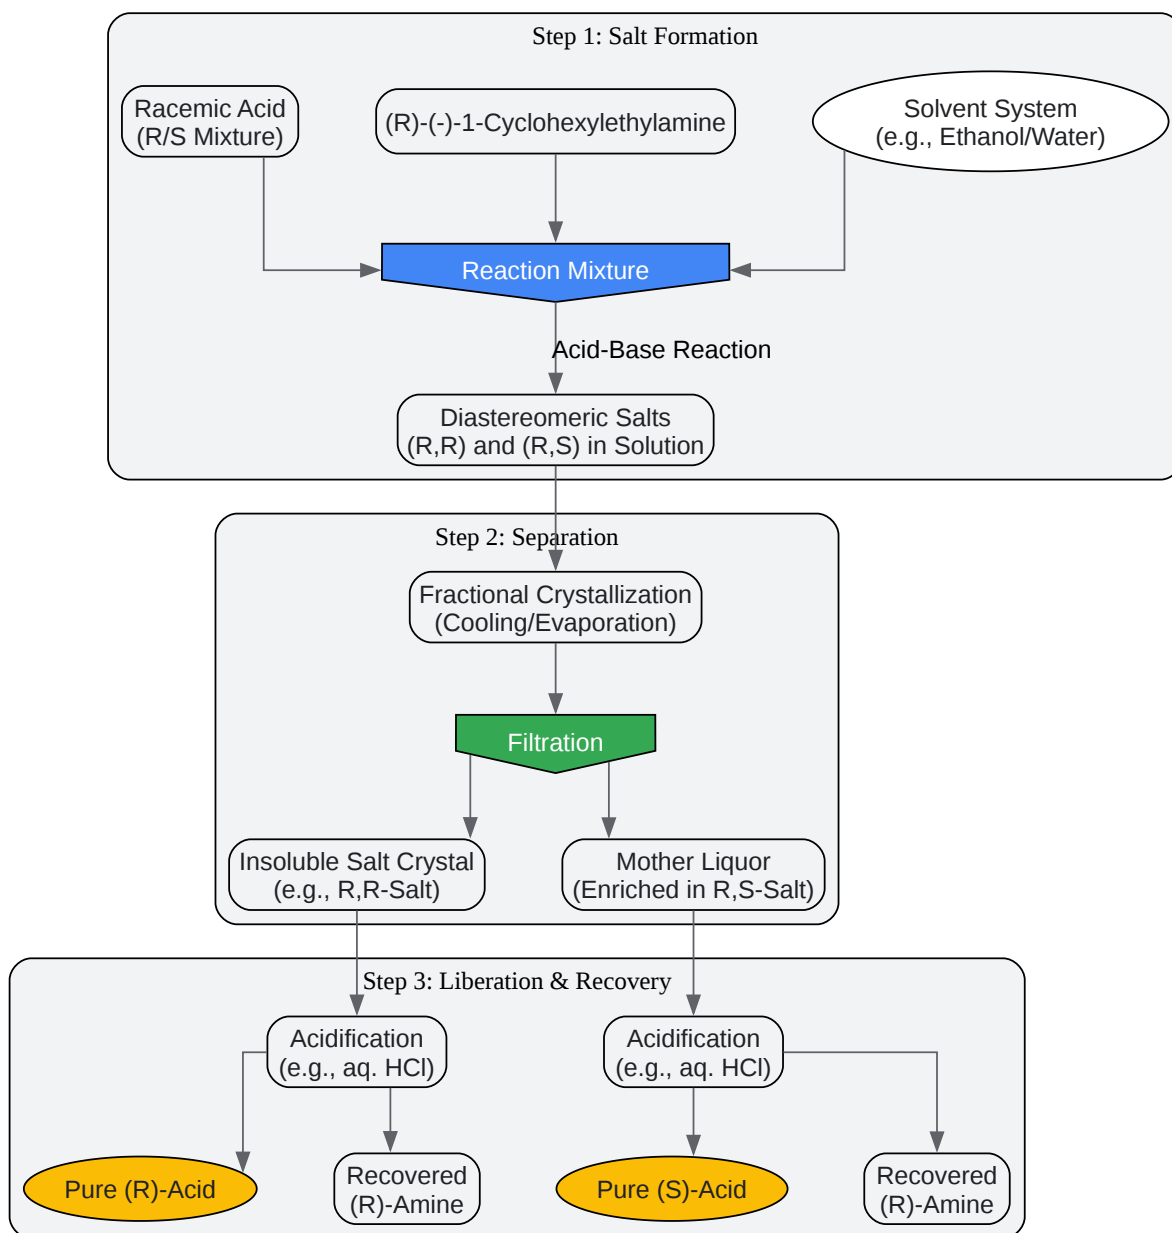 Step 1: Salt Formation
Racemic Acid
(R/S Mixture)
(R)-(-)-1-Cyclohexylethylamine
Solvent System
(e.g., Ethanol/Water)
Reaction Mixture
Acid-Base Reaction
Diastereomeric Salts
(R,R) and (R,S) in Solution
Step 2: Separation
Fractional Crystallization
(Cooling/Evaporation)
Filtration
Insoluble Salt Crystal
(e.g., R,R-Salt)
Mother Liquor
(Enriched in R,S-Salt)
Step 3: Liberation & Recovery
Acidification
(e.g., aq. HCl)
Acidification
(e.g., aq. HCl)
Pure (R)-Acid
Recovered
(R)-Amine
Pure (S)-Acid
Recovered
(R)-Amine